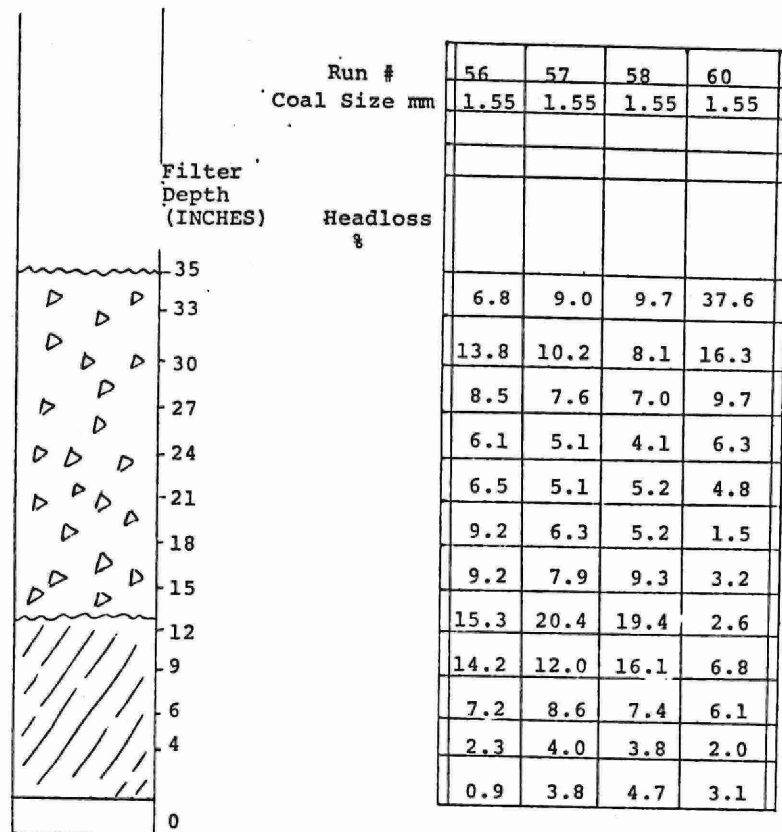 Run # 56 57 58 60
Coal Size mm 1.55 1.55 1.55 1.55
Filter
Depth
(INCHES) Headloss
%
35
33 6.8 9.0 9.7 37.6
30 13.8 10.2 8.1 16.3
27 8.5 7.6 7.0 9.7
24 6.1 5.1 4.1 6.3
21 6.5 5.1 5.2 4.8
18 9.2 6.3 5.2 1.5
15 9.2 7.9 9.3 3.2
12 15.3 20.4 19.4 2.6
9 14.2 12.0 16.1 6.8
6 7.2 8.6 7.4 6.1
4 2.3 4.0 3.8 2.0
0 0.9 3.8 4.7 3.1